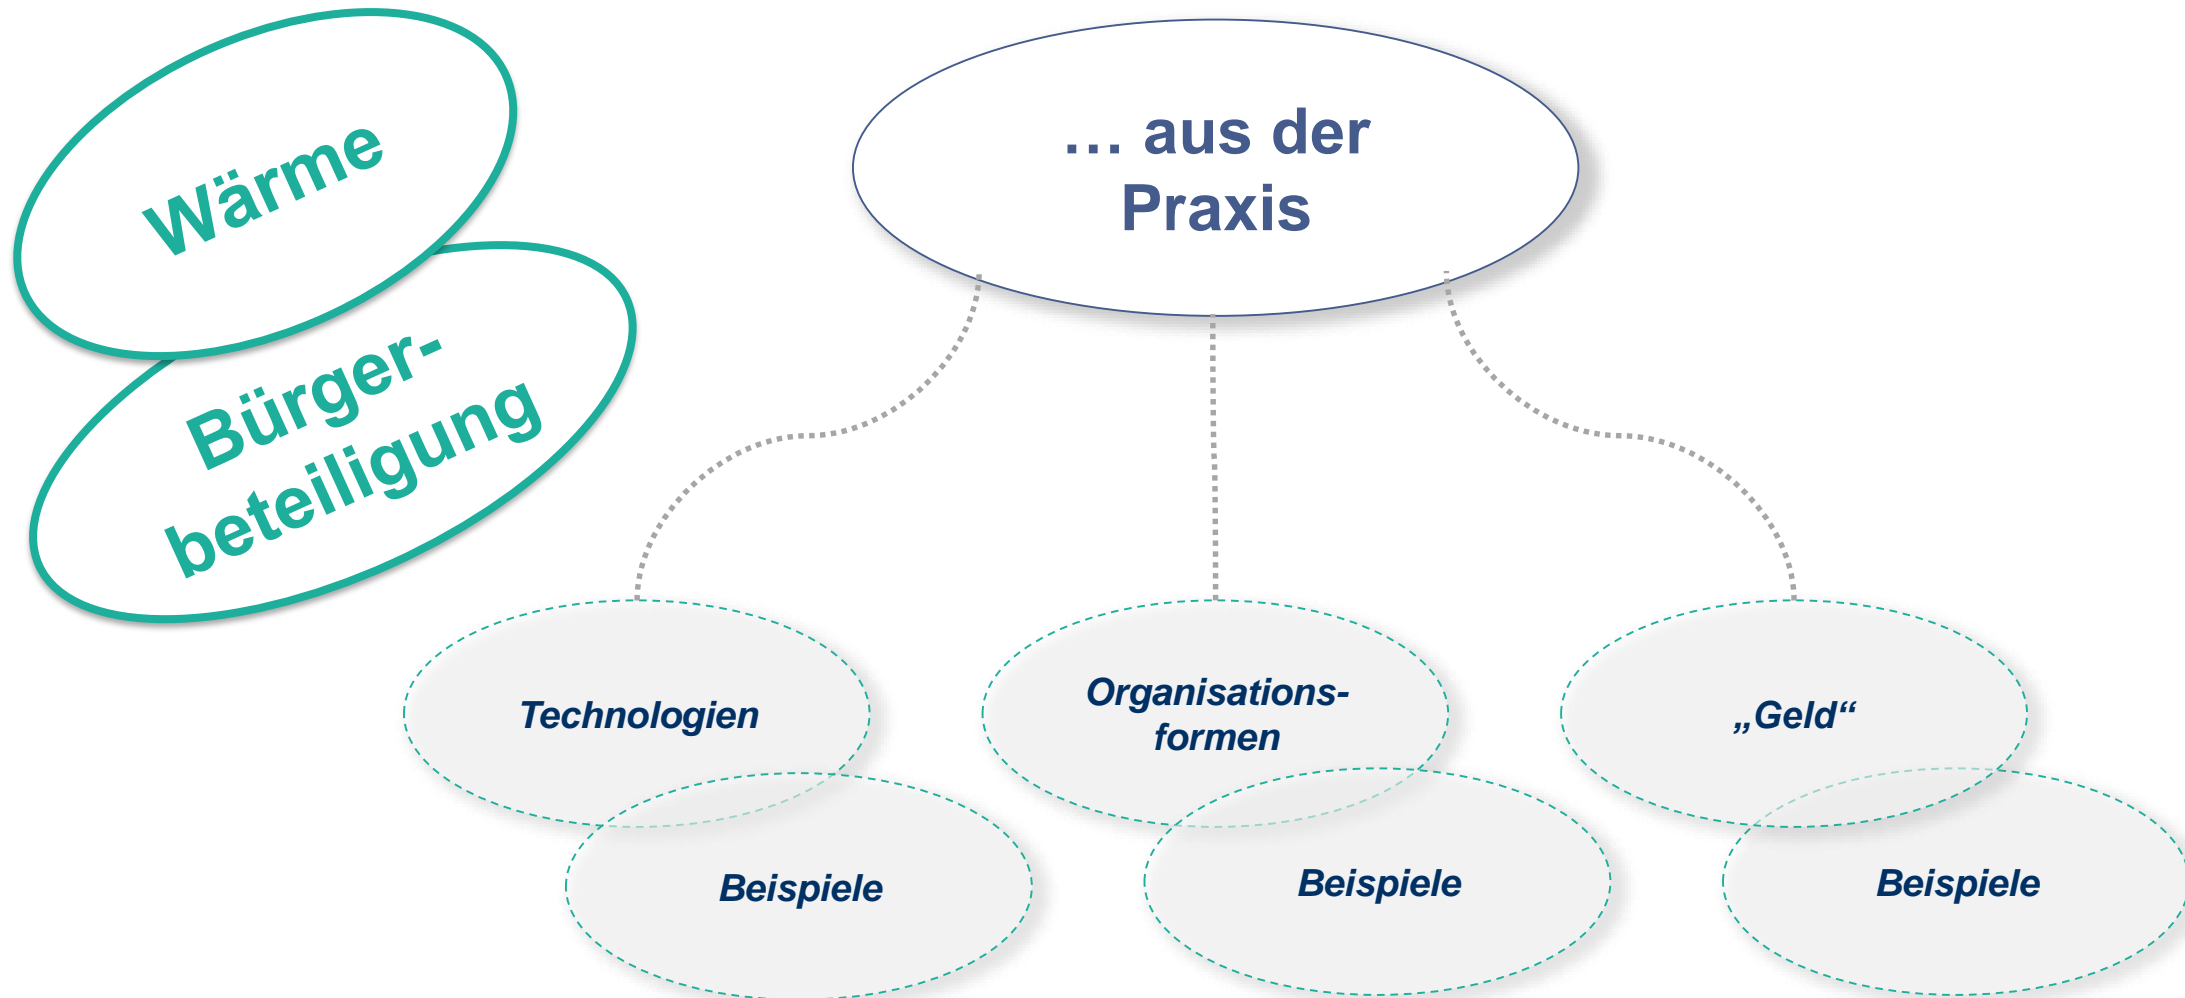 Wärme
Bürger-
beteiligung
… aus der
Praxis
Technologien
Beispiele
Organisations-
formen
Beispiele
„Geld“
Beispiele